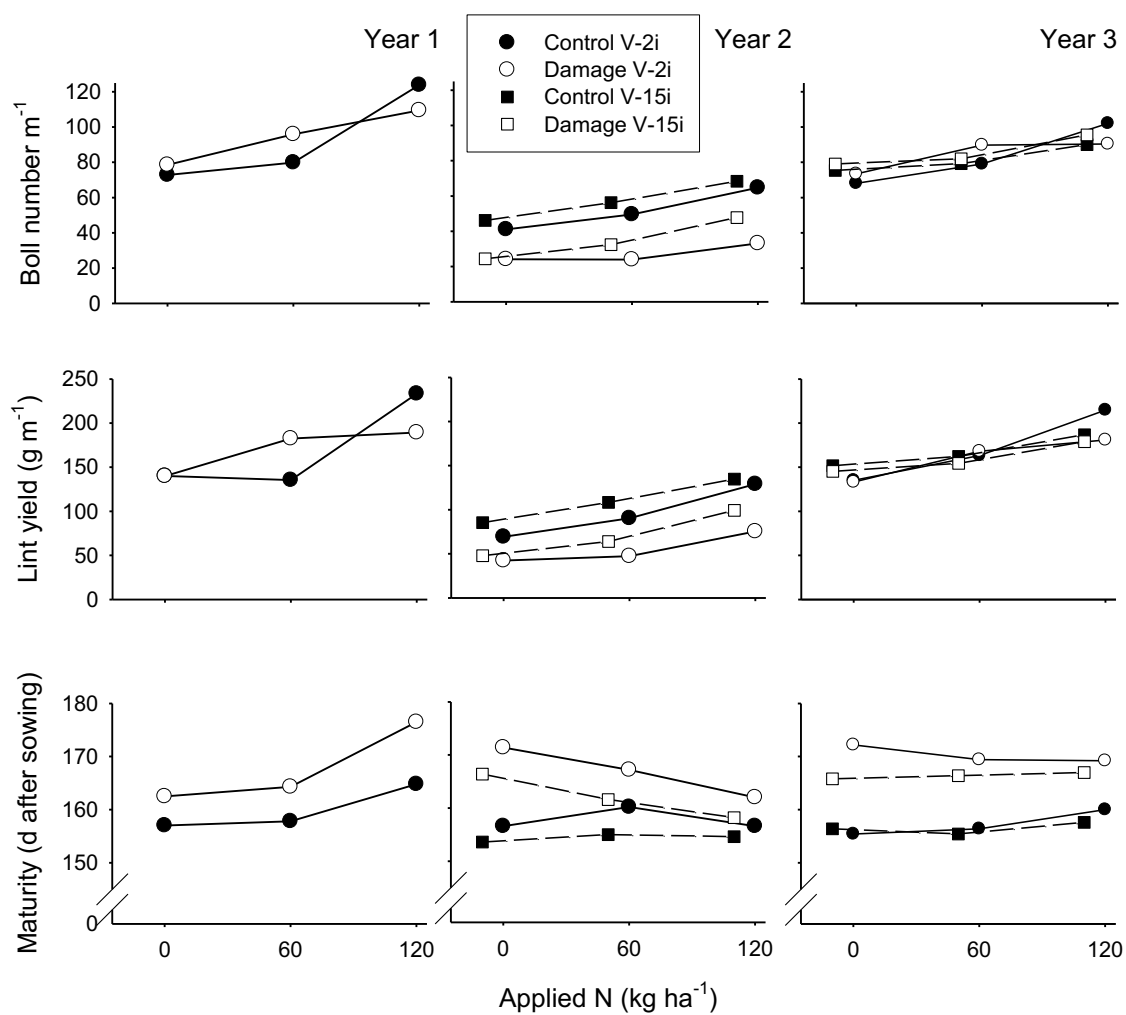 Year 1
Year 2
Year 3
Control V-2i
Damage V-2i
Control V-15i
Damage V-15i
Boll number m⁻¹
120
100
80
60
40
20
0
Lint yield (g m⁻¹)
250
200
150
100
50
0
Maturity (d after sowing)
180
170
160
150
0
0 60 120
0 60 120
0 60 120
Applied N (kg ha⁻¹)